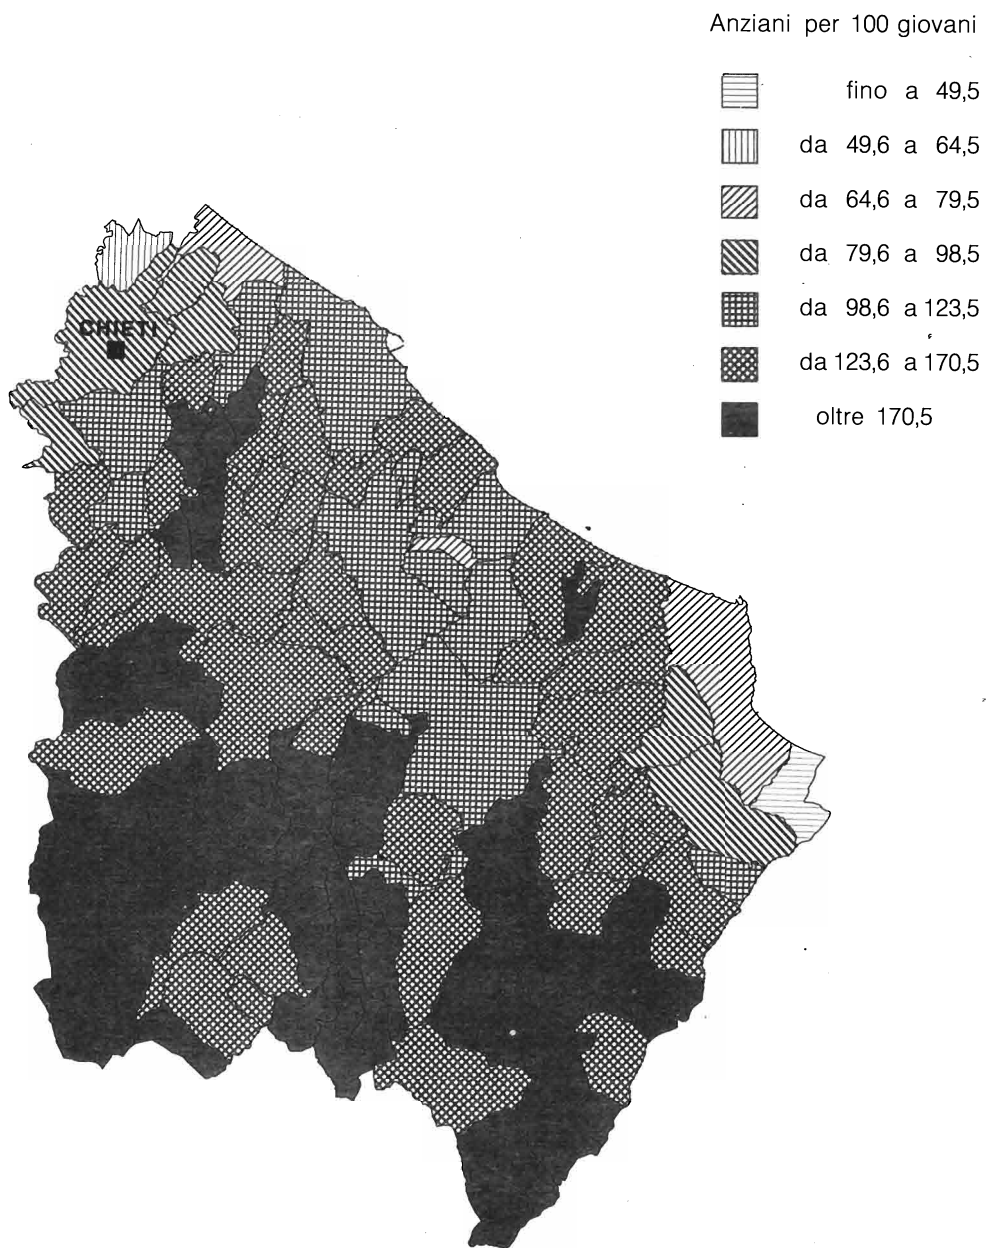 Anziani per 100 giovani
fino a 49,5
da 49,6 a 64,5
da 64,6 a 79,5
da 79,6 a 98,5
da 98,6 a 123,5
da 123,6 a 170,5
oltre 170,5
CHIETI